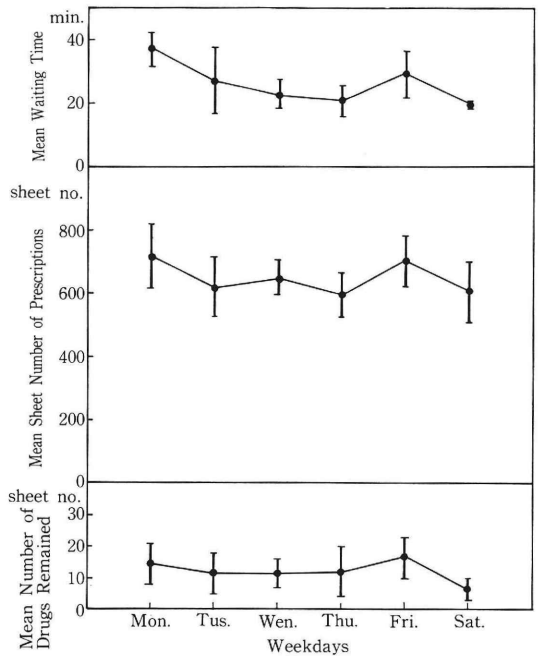 min.
40
20
0
Mean Waiting Time
sheet no.
800
600
400
200
0
Mean Sheet Number of Prescriptions
sheet no.
30
20
10
0
Mean Number of
Drugs Remained
Mon. Tus. Wen. Thu. Fri. Sat.
Weekdays